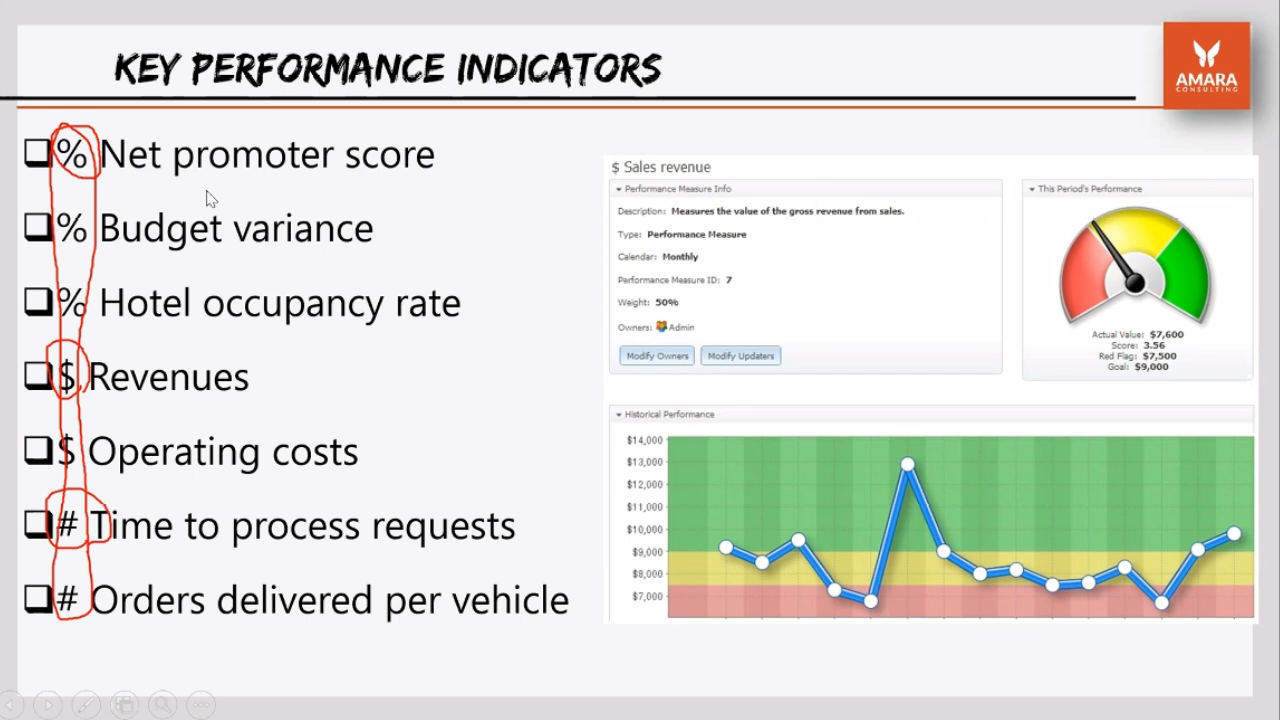 KEY PERFORMANCE INDICATORS
AMARA
CONSULTING
% Net promoter score
% Budget variance
% Hotel occupancy rate
$ Revenues
$ Operating costs
# Time to process requests
# Orders delivered per vehicle
$ Sales revenue
Performance Measure Info
Description: Measures the value of the gross revenue from sales.
Type: Performance Measure
Calendar: Monthly
Performance Measure ID: 7
Weight: 50%
Owners: Admin
Modify Owners Modify Updaters
This Period's Performance
Actual Value: $7,600
Score: 3.56
Red Flag: $7,500
Goal: $9,000
Historical Performance
$14,000
$13,000
$12,000
$11,000
$10,000
$9,000
$8,000
$7,000